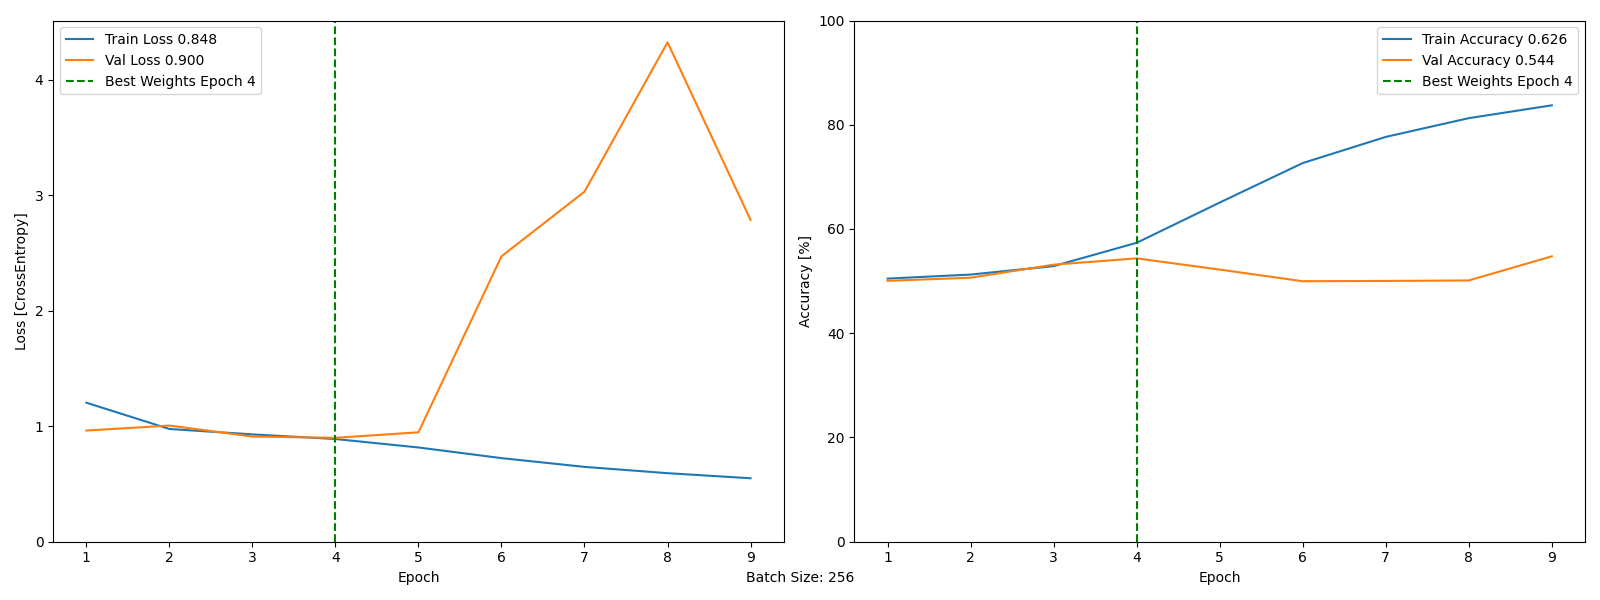 Train Loss 0.848
Val Loss 0.900
Best Weights Epoch 4
4
3
2
1
0
Loss [CrossEntropy]
1 2 3 4 5 6 7 8 9
Epoch
Train Accuracy 0.626
Val Accuracy 0.544
Best Weights Epoch 4
100
80
60
40
20
0
Accuracy [%]
1 2 3 4 5 6 7 8 9
Epoch
Batch Size: 256